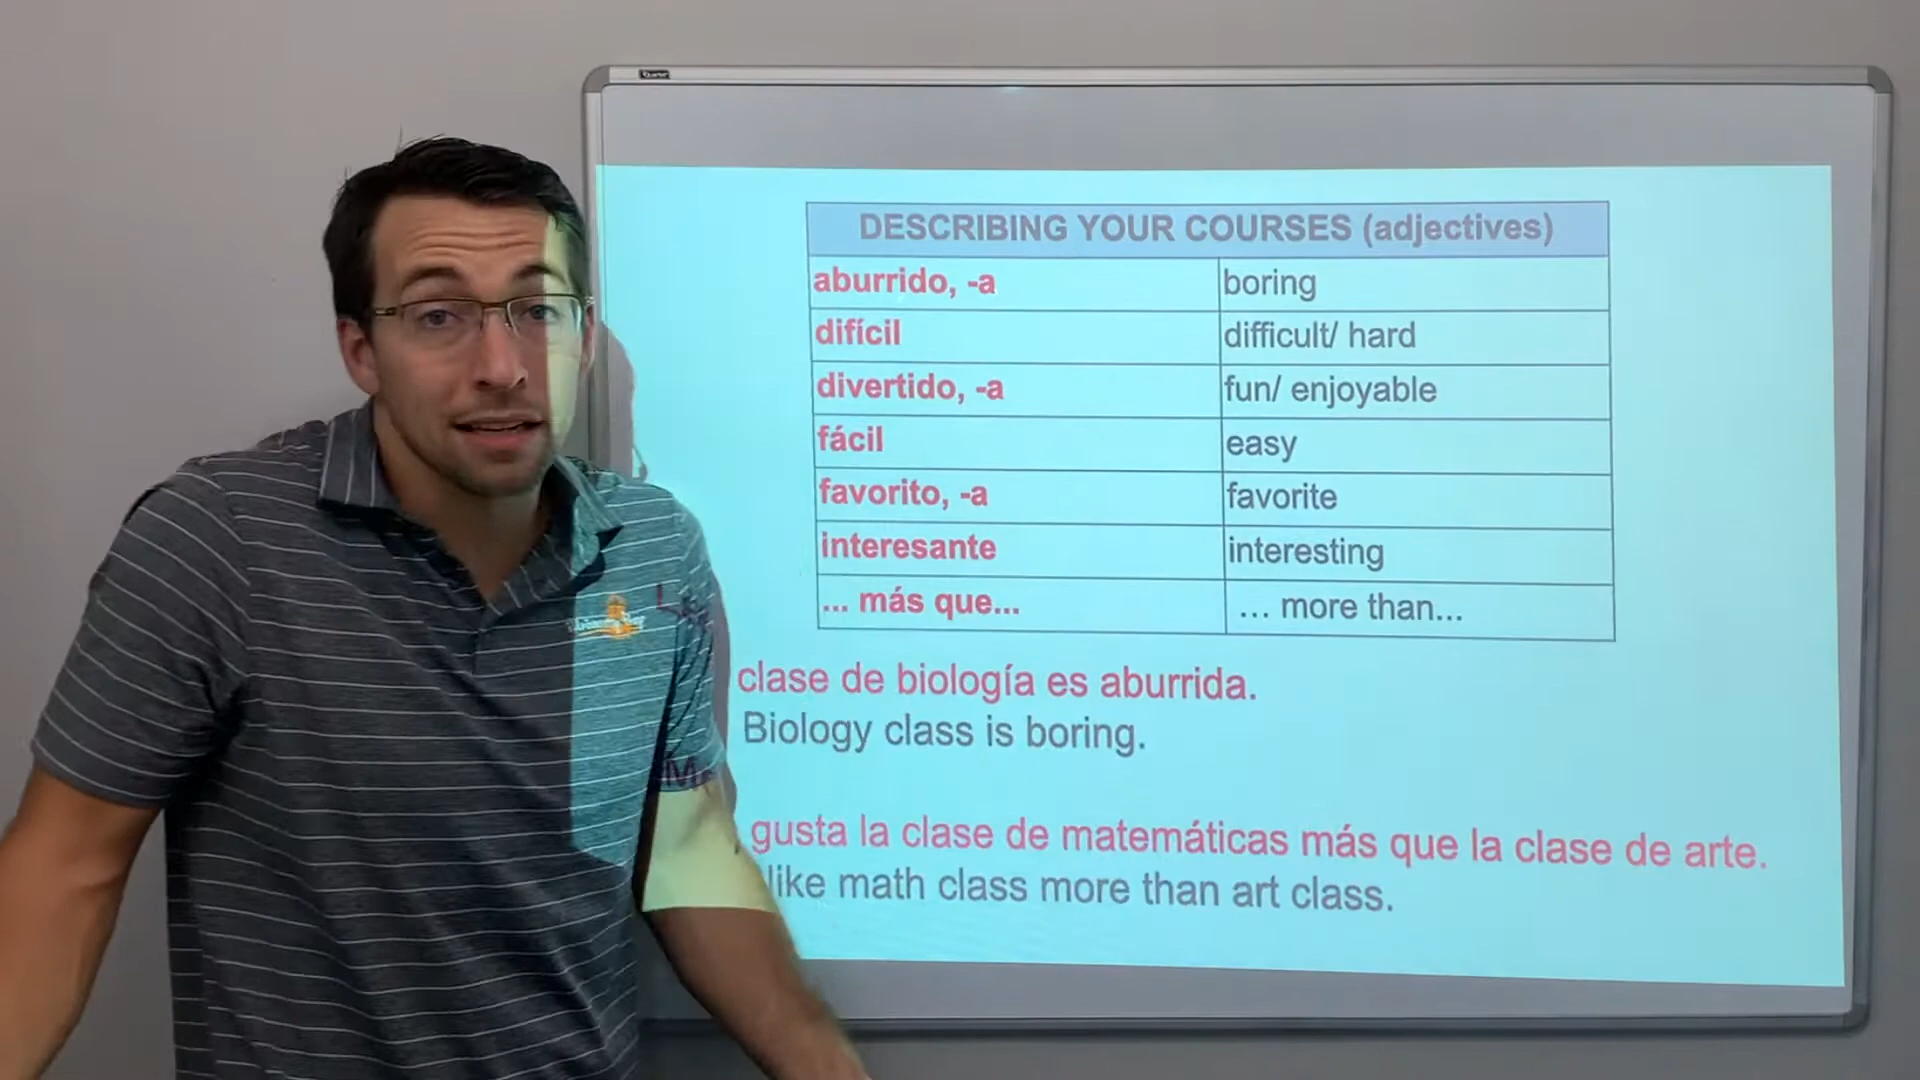 DESCRIBING YOUR COURSES (adjectives)
aburrido, -a boring
difícil difficult/ hard
divertido, -a fun/ enjoyable
fácil easy
favorito, -a favorite
interesante interesting
... más que... ... more than...
clase de biología es aburrida.
Biology class is boring.
gusta la clase de matemáticas más que la clase de arte.
like math class more than art class.